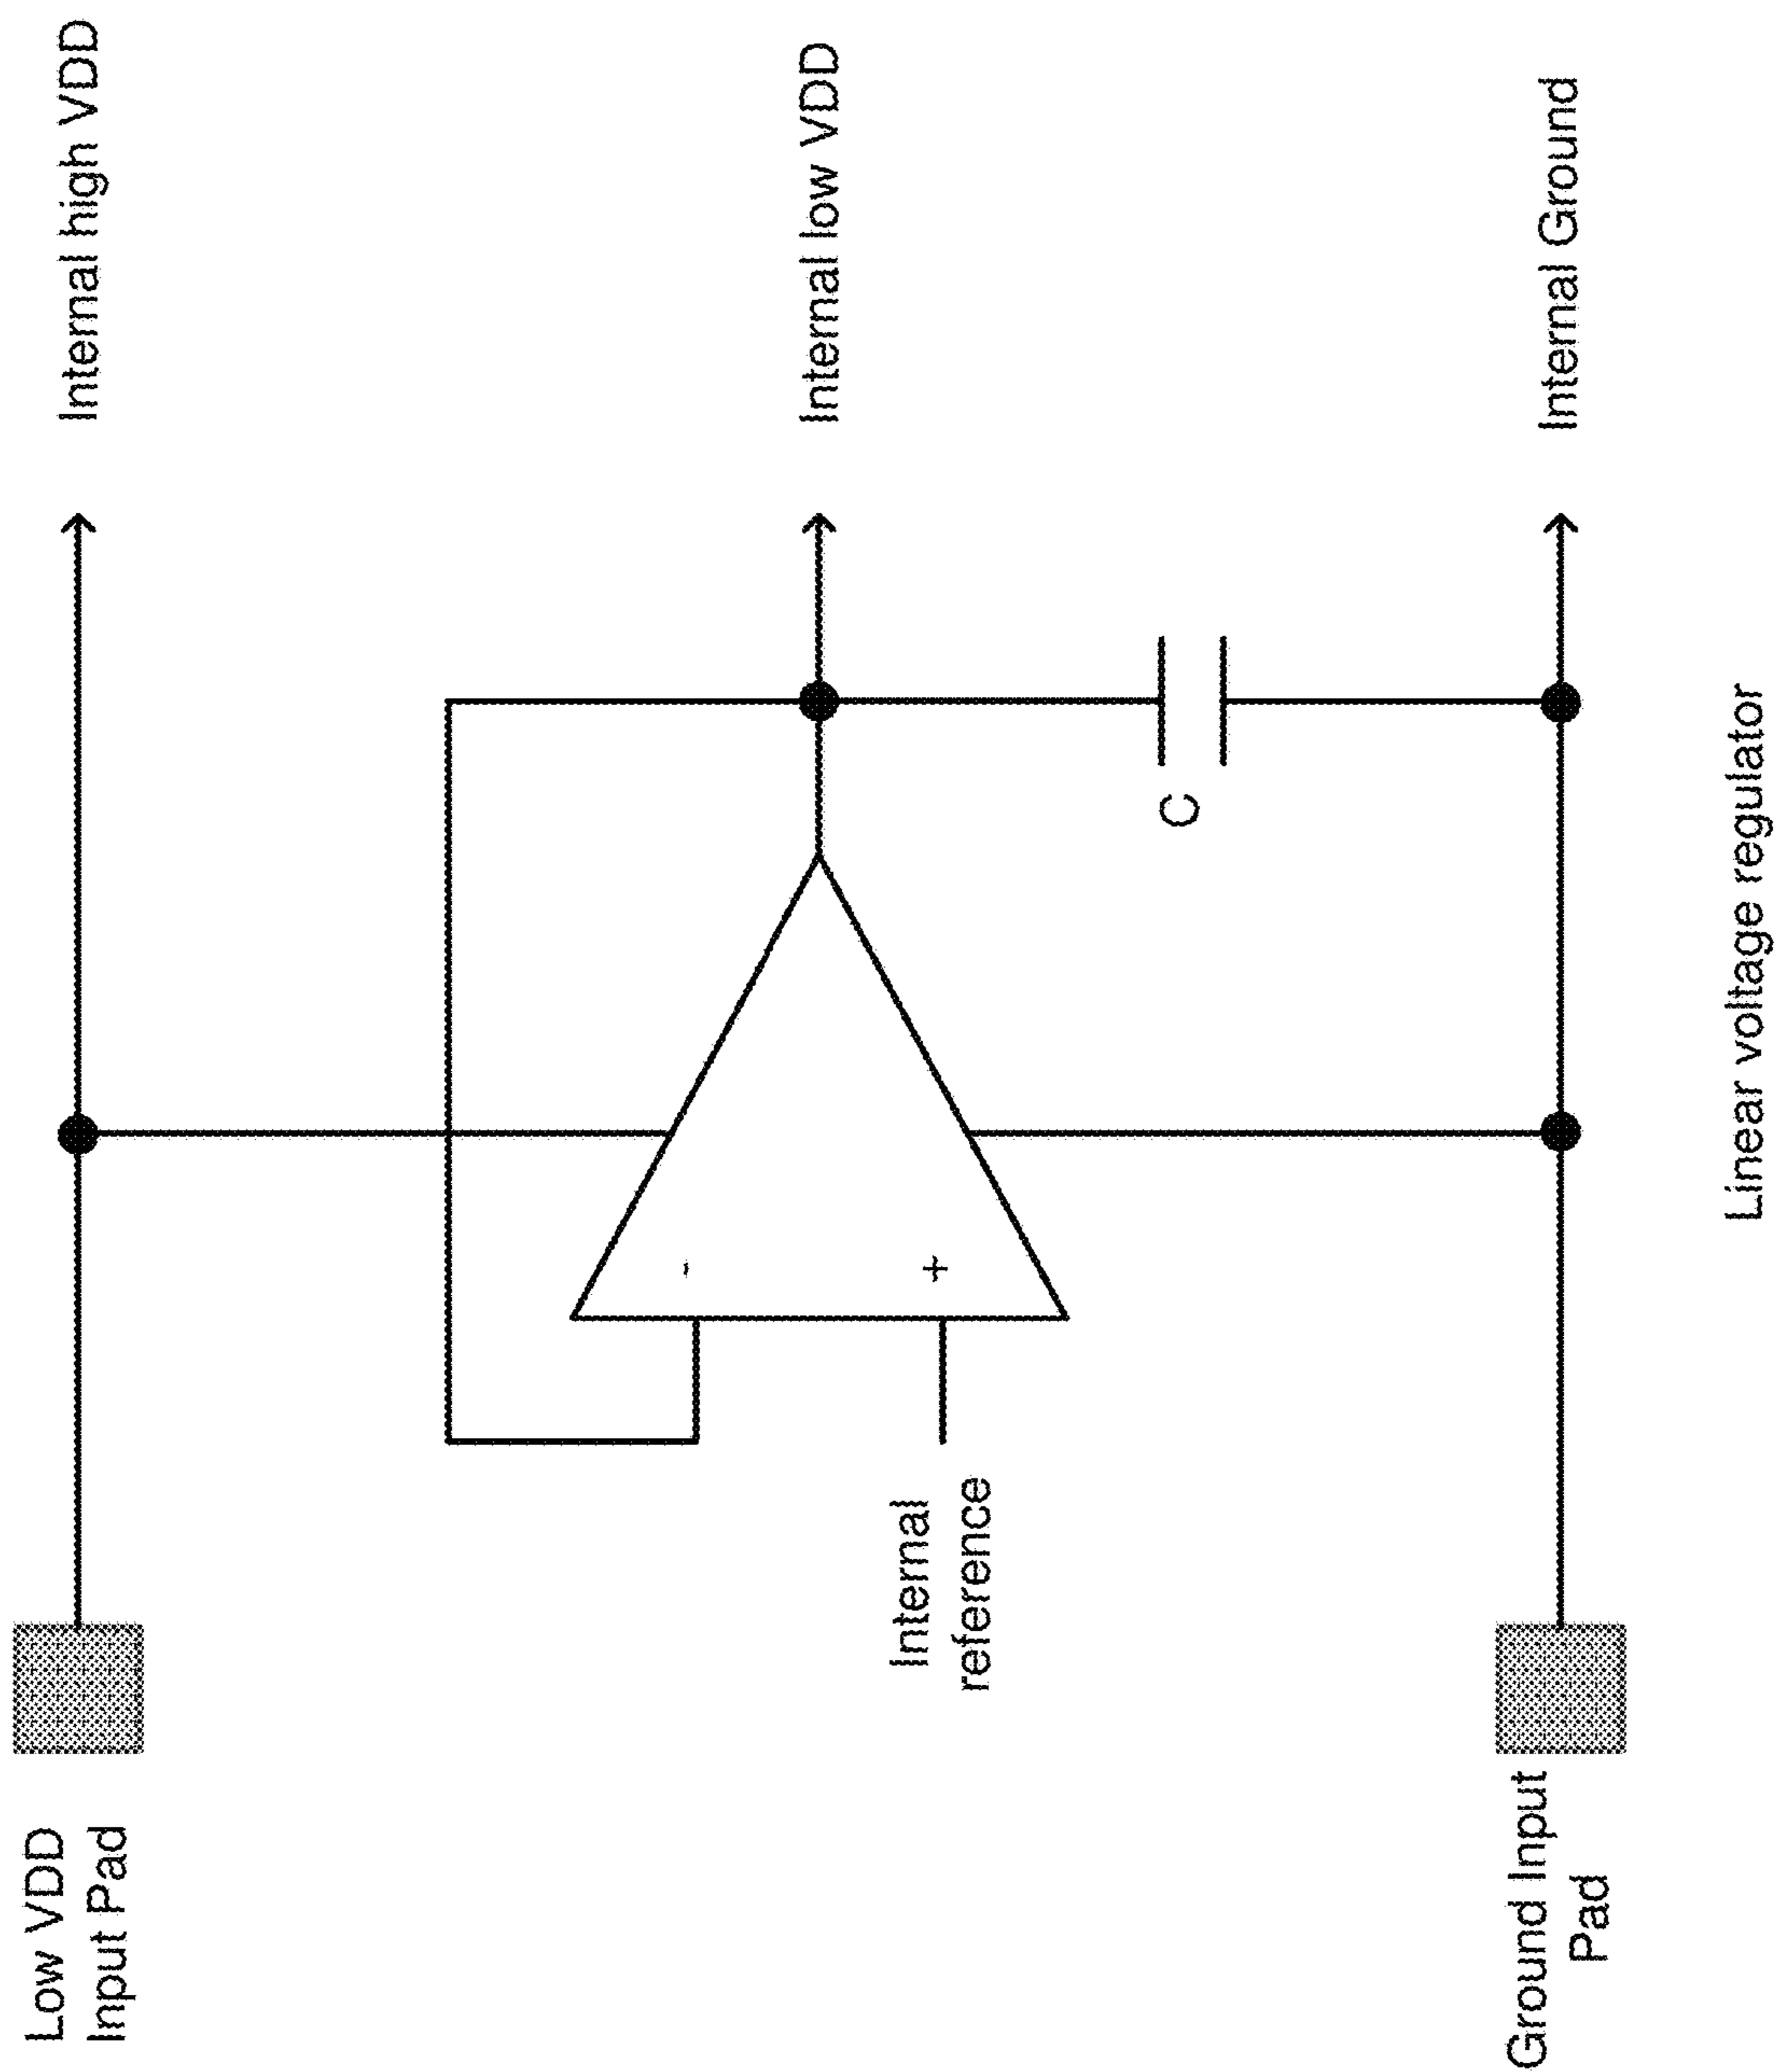 Low VDD
Input Pad
Internal high VDD
-
+
Internal
reference
Internal low VDD
C
Ground Input
Pad
Internal Ground
Linear voltage regulator